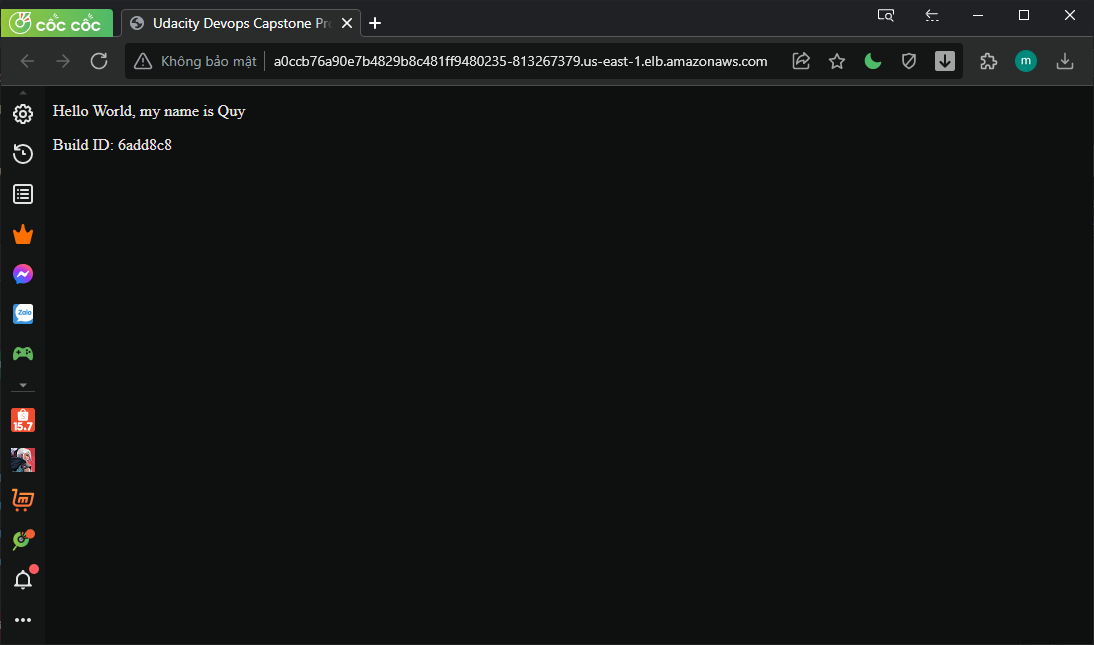 cốc cốc
Udacity Devops Capstone Pr
Không bảo mật
a0ccb76a90e7b4829b8c481ff9480235-813267379.us-east-1.elb.amazonaws.com
m
Hello World, my name is Quy
Build ID: 6add8c8
Zalo
15.7